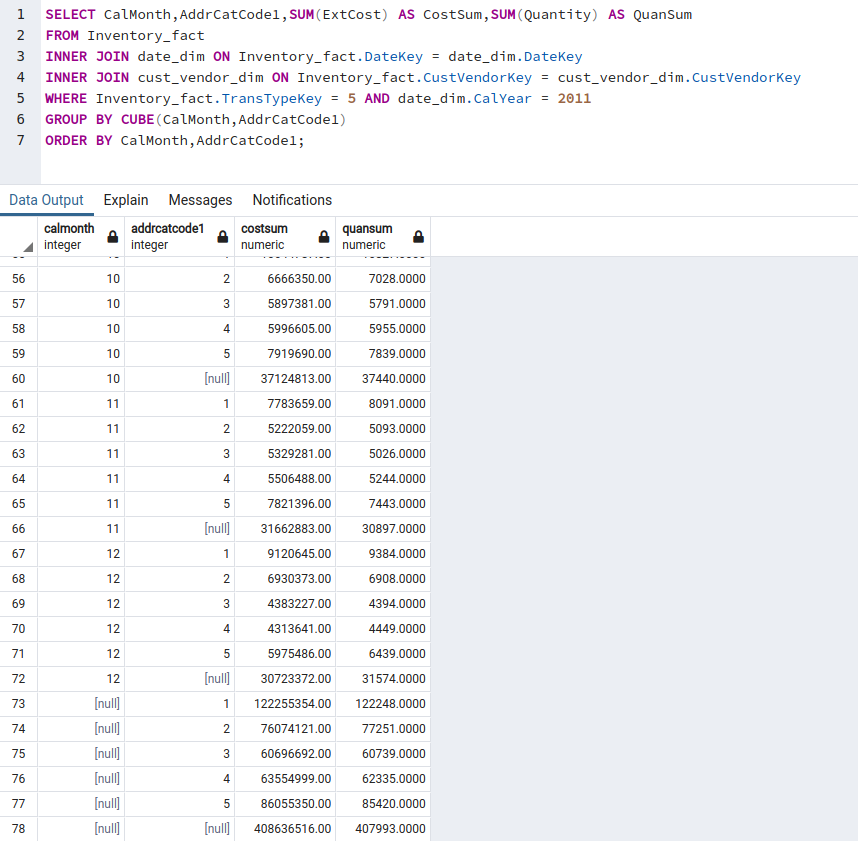 1 SELECT CalMonth,AddrCatCode1,SUM(ExtCost) AS CostSum,SUM(Quantity) AS QuanSum
2 FROM Inventory_fact
3 INNER JOIN date_dim ON Inventory_fact.DateKey = date_dim.DateKey
4 INNER JOIN cust_vendor_dim ON Inventory_fact.CustVendorKey = cust_vendor_dim.CustVendorKey
5 WHERE Inventory_fact.TransTypeKey = 5 AND date_dim.CalYear = 2011
6 GROUP BY CUBE(CalMonth,AddrCatCode1)
7 ORDER BY CalMonth,AddrCatCode1;
Data Output Explain Messages Notifications
calmonth addrcatcode1 costsum quansum
integer integer numeric numeric
56 10 2 6666350.00 7028.0000
57 10 3 5897381.00 5791.0000
58 10 4 5996605.00 5955.0000
59 10 5 7919690.00 7839.0000
60 10 [null] 37124813.00 37440.0000
61 11 1 7783659.00 8091.0000
62 11 2 5222059.00 5093.0000
63 11 3 5329281.00 5026.0000
64 11 4 5506488.00 5244.0000
65 11 5 7821396.00 7443.0000
66 11 [null] 31662883.00 30897.0000
67 12 1 9120645.00 9384.0000
68 12 2 6930373.00 6908.0000
69 12 3 4383227.00 4394.0000
70 12 4 4313641.00 4449.0000
71 12 5 5975486.00 6439.0000
72 12 [null] 30723372.00 31574.0000
73 [null] 1 122255354.00 122248.0000
74 [null] 2 76074121.00 77251.0000
75 [null] 3 60696692.00 60739.0000
76 [null] 4 63554999.00 62335.0000
77 [null] 5 86055350.00 85420.0000
78 [null] [null] 408636516.00 407993.0000